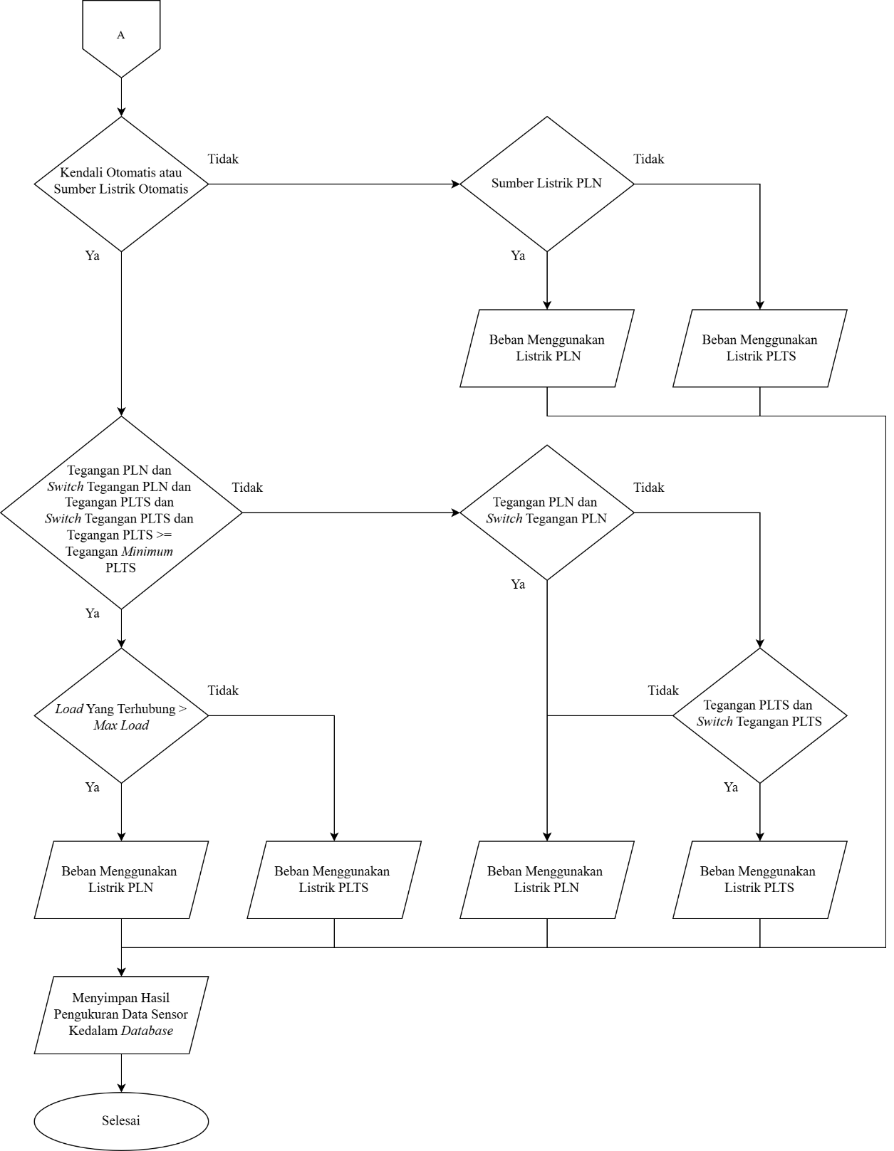 A
Kendali Otomatis atau
Sumber Listrik Otomatis
Tidak
Sumber Listrik PLN
Tidak
Ya
Ya
Beban Menggunakan
Listrik PLN
Beban Menggunakan
Listrik PLTS
Tegangan PLN dan
Switch Tegangan PLN dan
Tegangan PLTS dan
Switch Tegangan PLTS dan
Tegangan PLTS >=
Tegangan Minimum
PLTS
Tidak
Tegangan PLN dan
Switch Tegangan PLN
Tidak
Ya
Ya
Load Yang Terhubung >
Max Load
Tidak
Tidak
Tegangan PLTS dan
Switch Tegangan PLTS
Ya
Ya
Beban Menggunakan
Listrik PLN
Beban Menggunakan
Listrik PLTS
Beban Menggunakan
Listrik PLN
Beban Menggunakan
Listrik PLTS
Menyimpan Hasil
Pengukuran Data Sensor
Kedalam Database
Selesai